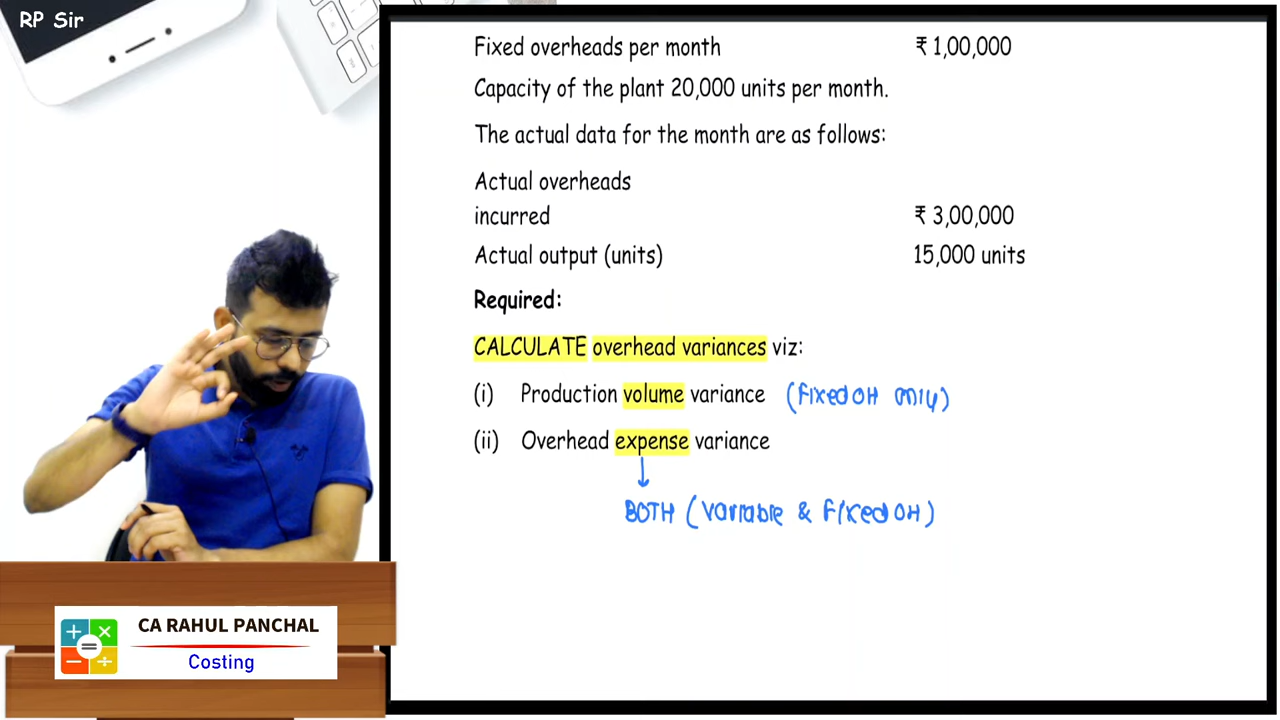 RP Sir
Fixed overheads per month ₹ 1,00,000
Capacity of the plant 20,000 units per month.
The actual data for the month are as follows:
Actual overheads
incurred ₹ 3,00,000
Actual output (units) 15,000 units
Required:
CALCULATE overhead variances viz:
(i) Production volume variance (Fixed OH only)
(ii) Overhead expense variance
BOTH (Variable & Fixed OH)
CA RAHUL PANCHAL
Costing